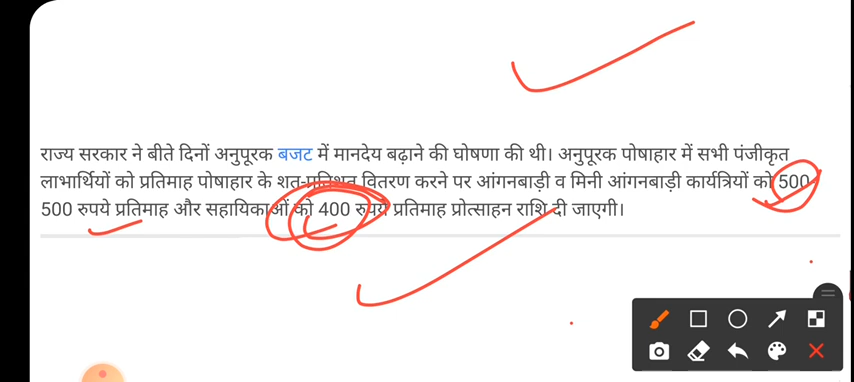 राज्य सरकार ने बीते दिनों अनुपूरक बजट में मानदेय बढ़ाने की घोषणा की थी। अनुपूरक पोषाहार में सभी पंजीकृत
लाभार्थियों को प्रतिमाह पोषाहार के शत-प्रतिशत वितरण करने पर आंगनबाड़ी व मिनी आंगनबाड़ी कार्यत्रियों को 500
500 रुपये प्रतिमाह और सहायिकाओं को 400 रुपये प्रतिमाह प्रोत्साहन राशि दी जाएगी।